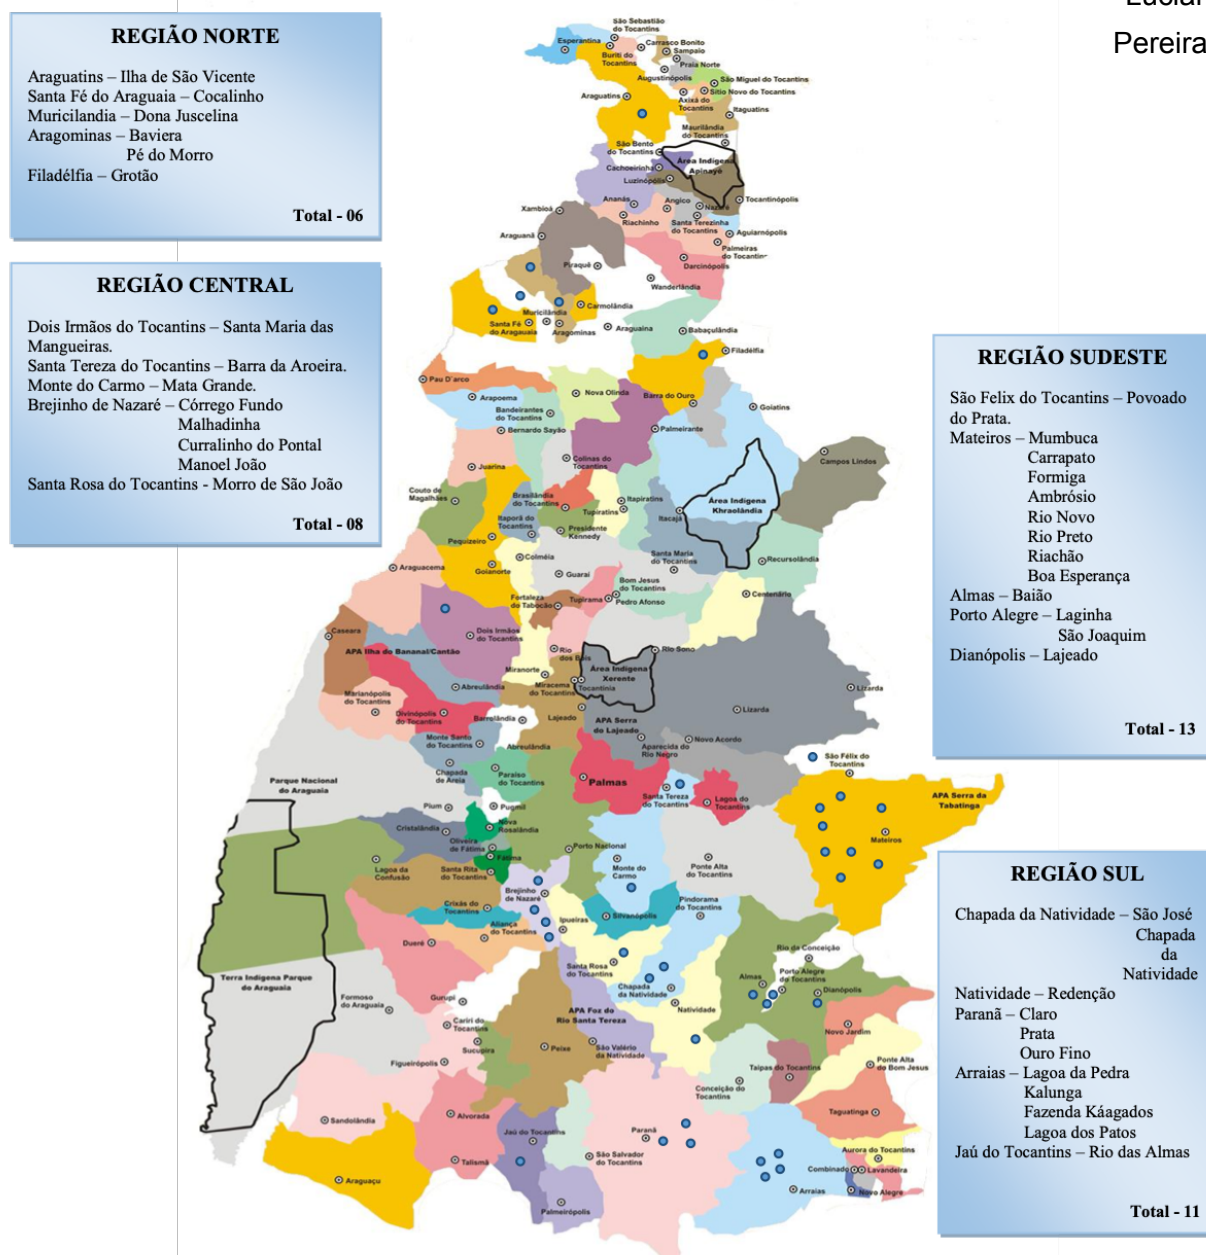 Pereira
REGIÃO NORTE
Araguatins – Ilha de São Vicente
Santa Fé do Araguaia – Cocalinho
Muricilandia – Dona Juscelina
Aragominas – Baviera
Pé do Morro
Filadélfia – Grotão
Total - 06
REGIÃO CENTRAL
Dois Irmãos do Tocantins – Santa Maria das
Mangueiras.
Santa Tereza do Tocantins – Barra da Aroeira.
Monte do Carmo – Mata Grande.
Brejinho de Nazaré – Córrego Fundo
Malhadinha
Curralinho do Pontal
Manoel João
Santa Rosa do Tocantins - Morro de São João
Total - 08
REGIÃO SUDESTE
São Felix do Tocantins – Povoado
do Prata.
Mateiros – Mumbuca
Carrapato
Formiga
Ambrósio
Rio Novo
Rio Preto
Riachão
Boa Esperança
Almas – Baião
Porto Alegre – Laginha
São Joaquim
Dianópolis – Lajeado
Total - 13
REGIÃO SUL
Chapada da Natividade – São José
Chapada
da
Natividade
Natividade – Redenção
Paranã – Claro
Prata
Ouro Fino
Arraias – Lagoa da Pedra
Kalunga
Fazenda Káagados
Lagoa dos Patos
Jaú do Tocantins – Rio das Almas
Total - 11
São Sebastião
do Tocantins
Esperantina
Carrasco Bonito
Buriti do
Tocantins
Sampaio
Praia Norte
Augustinópolis
São Miguel do Tocantins
Sítio Novo do Tocantins
Araguatins
Axixá do
Tocantins
Itaguatins
Maurilândia
do Tocantins
São Bento
do Tocantins
Área Indígena
Apinayé
Cachoeirinha
Luzinópolis
Tocantinópolis
Ananás
Angico
Nazaré
Xambioá
Riachinho
Santa Terezinha
do Tocantins
Aguiarnópolis
Araguanã
Palmeiras
do Tocantins
Piraquê
Darcinópolis
Wanderlândia
Carmolândia
Muricilândia
Santa Fé
do Araguaia
Aragominas
Araguaina
Babaçulândia
Filadélfia
Pau D'arco
Nova Olinda
Barra do Ouro
Arapoema
Bandeirantes
do Tocantins
Goiatins
Bernardo Sayão
Palmeirante
Juarina
Colinas do
Tocantins
Campos Lindos
Couto de
Magalhães
Brasilândia
do Tocantins
Itapiratins
Tupiratins
Área Indígena
Khraolândia
Itacajá
Itaporã do
Tocantins
Presidente
Kennedy
Pequizeiro
Colméia
Santa Maria
do Tocantins
Recursolândia
Araguacema
Goianorte
Guaraí
Bom Jesus
do Tocantins
Fortaleza
do Tabocão
Tupirama
Pedro Afonso
Centenário
Caseara
Dois Irmãos
do Tocantins
APA Ilha do Bananal/Cantão
Rio
dos Bois
Rio Sono
Área Indígena
Xerente
Miranorte
Miracema
do Tocantins
Tocantínia
Marianópolis
do Tocantins
Abreulândia
Lizarda
Divinópolis
do Tocantins
Barrolândia
Lajeado
Lizarda
APA Serra
do Lajeado
Monte Santo
do Tocantins
Abreulândia
Aparecida do
Rio Negro
Novo Acordo
São Félix do
Tocantins
Chapada
de Areia
Paraíso
do Tocantins
Parque Nacional
do Araguaia
Palmas
Santa Tereza
do Tocantins
Lagoa do
Tocantins
APA Serra da
Tabatinga
Pium
Pugmil
Cristalândia
Nova
Rosalândia
Oliveira
de Fátima
Mateiros
Fátima
Porto Nacional
Lagoa da
Confusão
Santa Rita
do Tocantins
Monte do
Carmo
Ponte Alta
do Tocantins
Brejinho
de Nazaré
Crixás do
Tocantins
Pindorama
do Tocantins
Silvanópolis
Aliança
do Tocantins
Ipueiras
Dueré
Rio da Conceição
Santa Rosa
do Tocantins
Terra Indígena Parque
do Araguaia
Chapada
da Natividade
Almas
Porto Alegre
do Tocantins
Dianópolis
Formoso
do Araguaia
Gurupi
APA Foz do
Rio Santa Tereza
Natividade
Cariri do
Tocantins
Novo Jardim
Sucupira
Peixe
São Valério
da Natividade
Figueirópolis
Taipas do Tocantins
Ponte Alta
do Bom Jesus
Conceição do
Tocantins
Sandolândia
Alvorada
Taguatinga
Jaú do Tocantins
Paranã
Talismã
São Salvador
do Tocantins
Aurora do Tocantins
Combinado
Lavandeira
Araguaçu
Palmeirópolis
Arraias
Novo Alegre